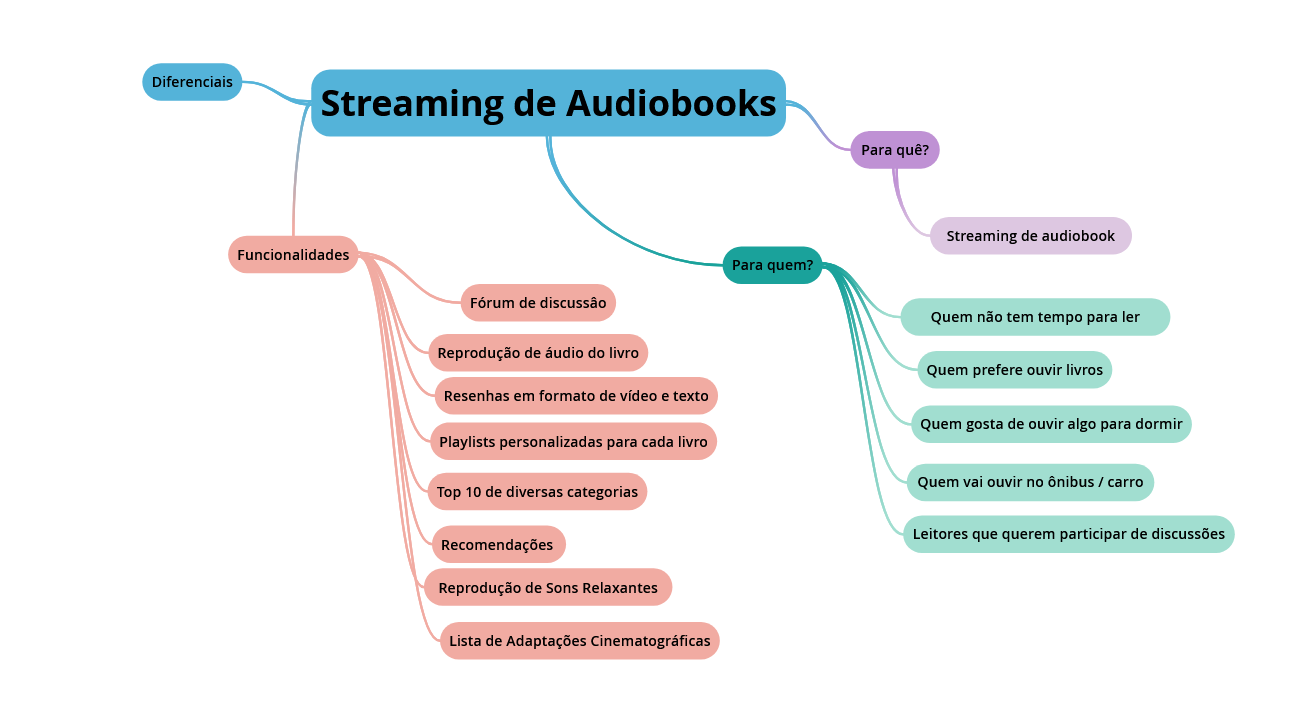 Streaming de Audiobooks
Diferenciais
Funcionalidades
Fórum de discussâo
Reprodução de áudio do livro
Resenhas em formato de vídeo e texto
Playlists personalizadas para cada livro
Top 10 de diversas categorias
Recomendações
Reprodução de Sons Relaxantes
Lista de Adaptações Cinematográficas
Para quem?
Quem não tem tempo para ler
Quem prefere ouvir livros
Quem gosta de ouvir algo para dormir
Quem vai ouvir no ônibus / carro
Leitores que querem participar de discussões
Para quê?
Streaming de audiobook